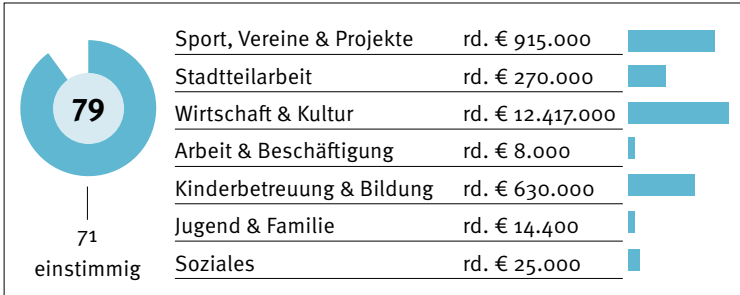 79
71
einstimmig
Sport, Vereine & Projekte rd. € 915.000
Stadtteilarbeit rd. € 270.000
Wirtschaft & Kultur rd. € 12.417.000
Arbeit & Beschäftigung rd. € 8.000
Kinderbetreuung & Bildung rd. € 630.000
Jugend & Familie rd. € 14.400
Soziales rd. € 25.000